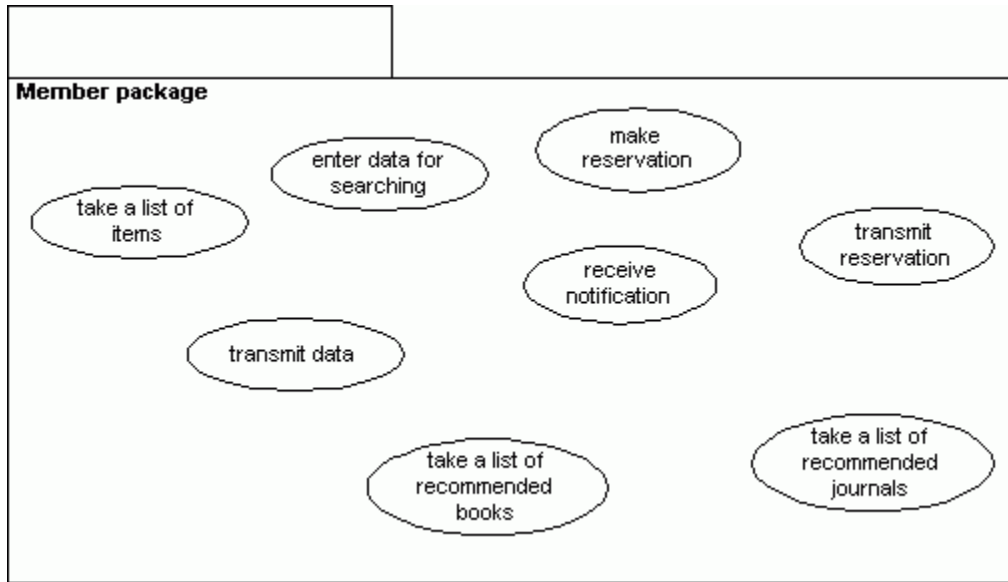 Member package
make
reservation
enter data for
searching
take a list of
items
transmit
reservation
receive
notification
transmit data
take a list of
recommended
books
take a list of
recommended
journals